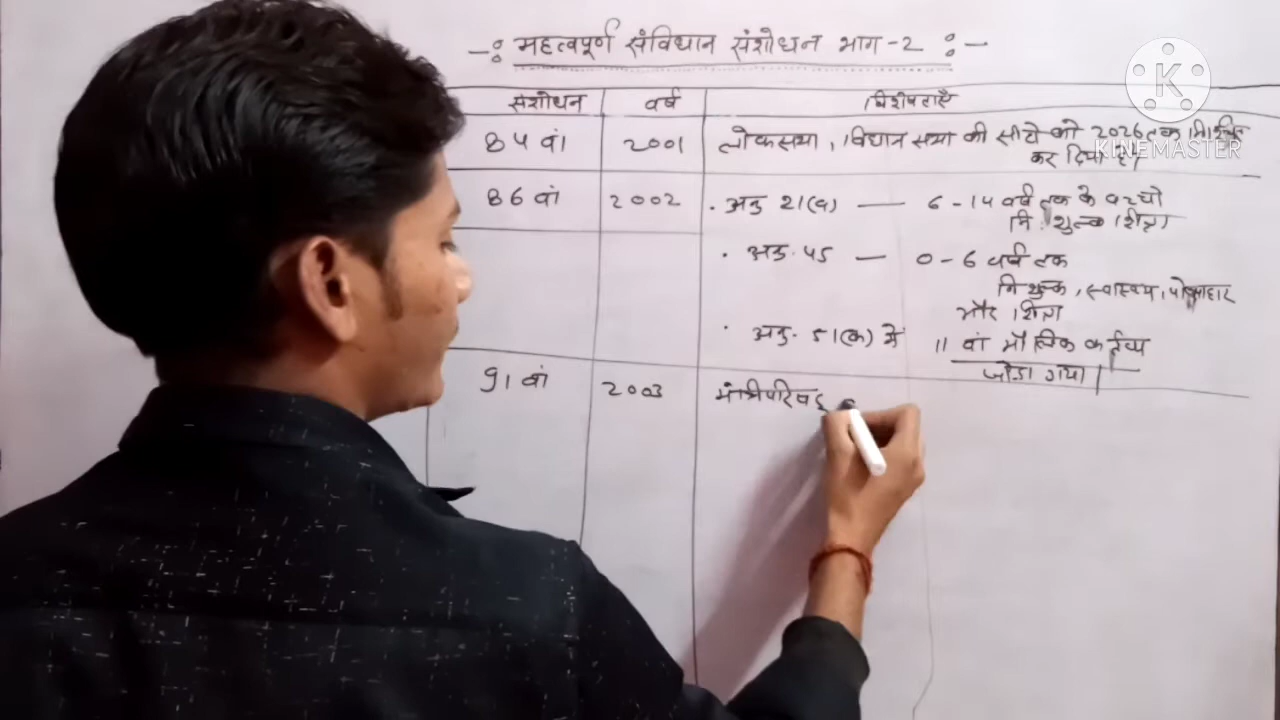 -: महत्वपूर्ण संविधान संशोधन भाग -2 :-
संशोधन वर्ष विशेषताएँ
84 वां 2001 लोकसभा, विधान सभा की सीटो को 2026 तक
कर दिया है।
86 वां 2002 . अनु 21(क) — 6-14 वर्ष तक के बच्चो
नि:शुल्क शिक्षा
. अनु. 45 — 0-6 वर्ष तक
निशुल्क, स्वास्थय, पोषाहार
और शिक्षा
. अनु. 51(क) में 11 वां मौलिक कर्तव्य
जोडा गया।
91 वां 2003 मंत्रिपरिषद
K
KINEMASTER